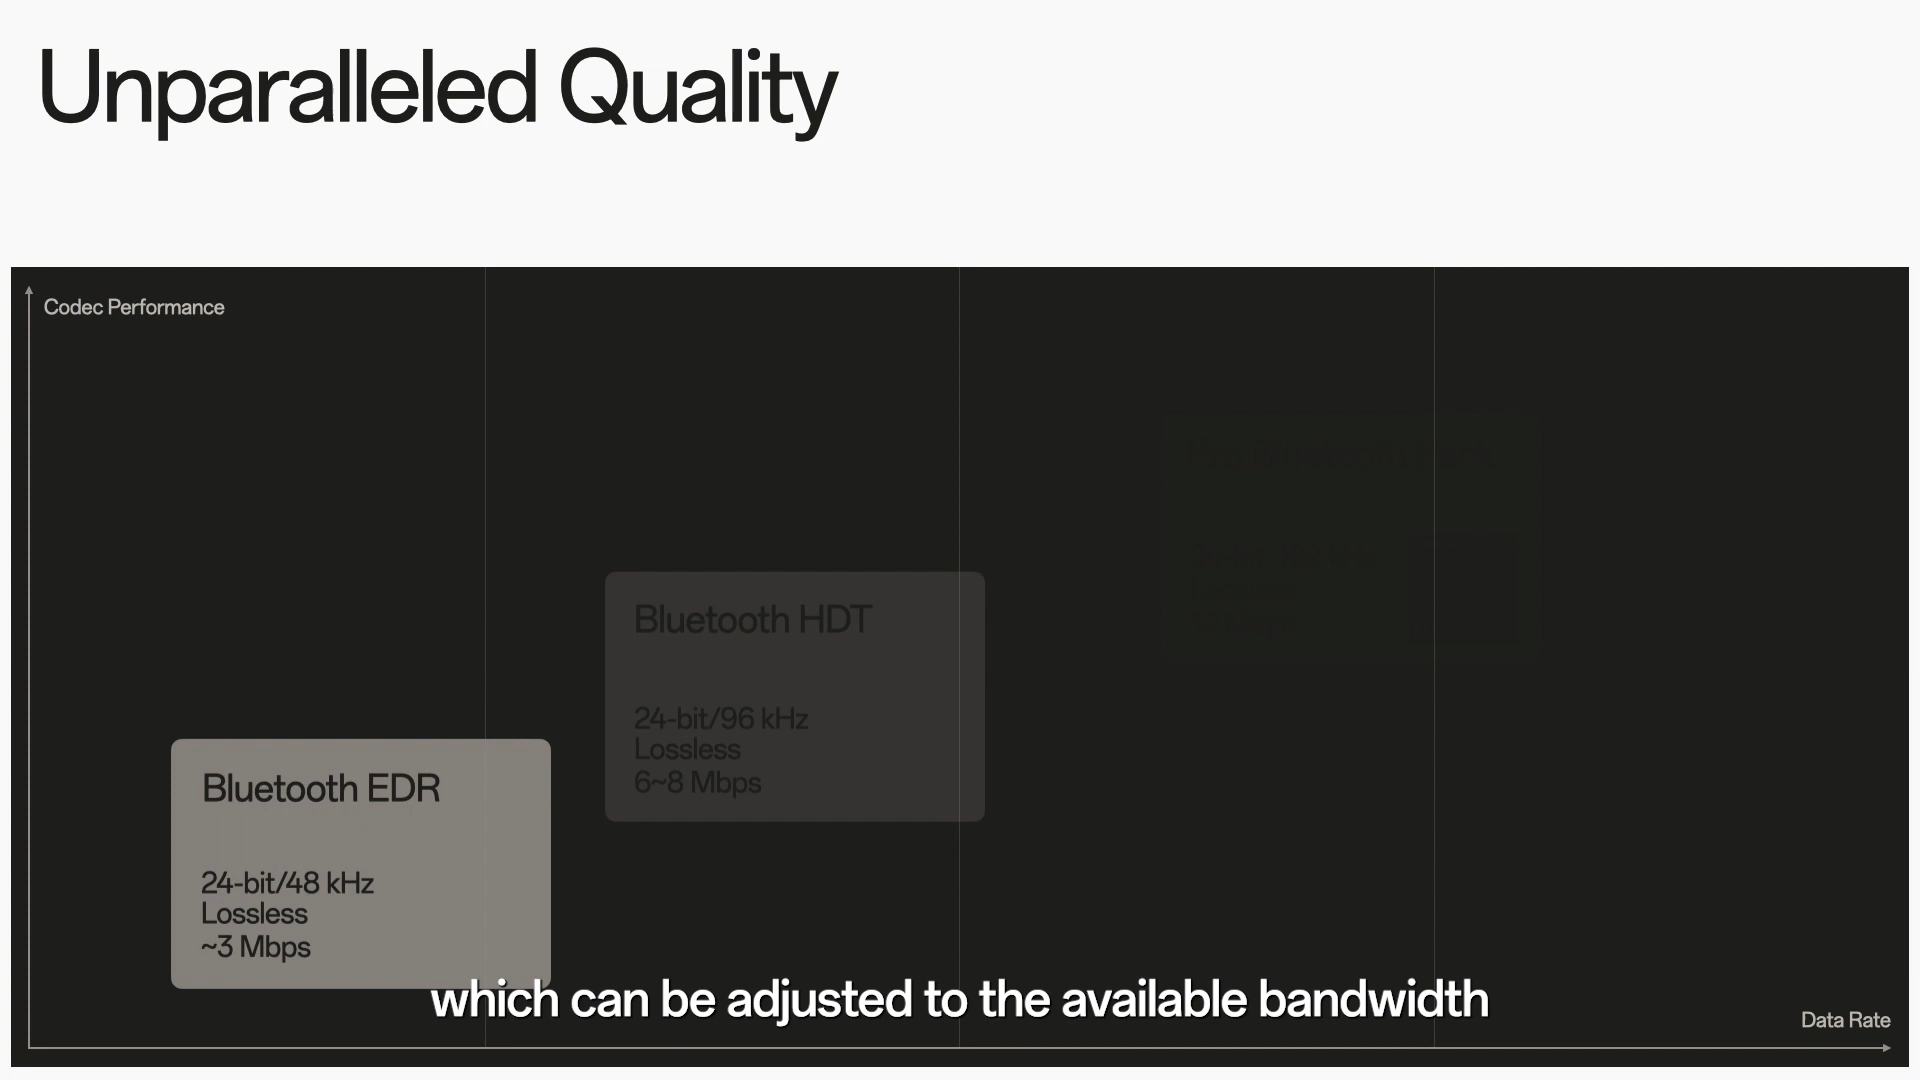 Unparalleled Quality
Codec Performance
Bluetooth HDT
24-bit/96 kHz
Lossless
6~8 Mbps
Bluetooth EDR
24-bit/48 kHz
Lossless
~3 Mbps
which can be adjusted to the available bandwidth
Data Rate